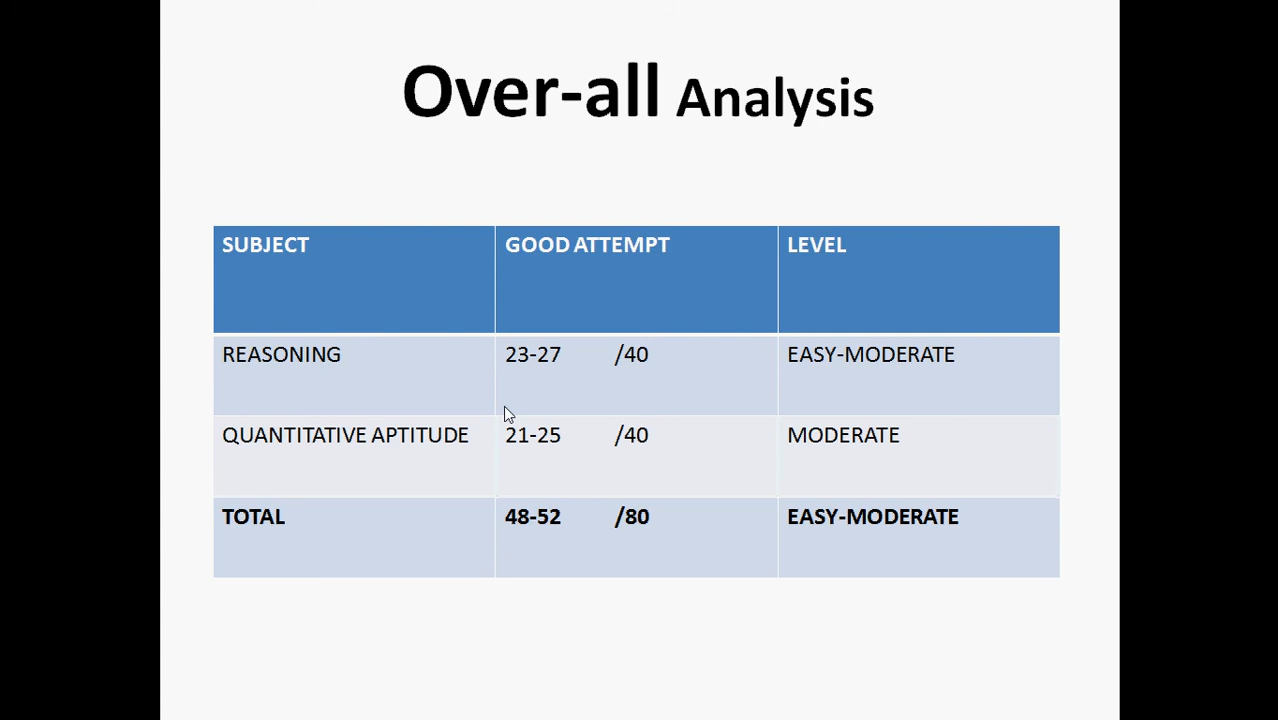 Over-all Analysis
SUBJECT GOOD ATTEMPT LEVEL
REASONING 23-27 /40 EASY-MODERATE
QUANTITATIVE APTITUDE 21-25 /40 MODERATE
TOTAL 48-52 /80 EASY-MODERATE